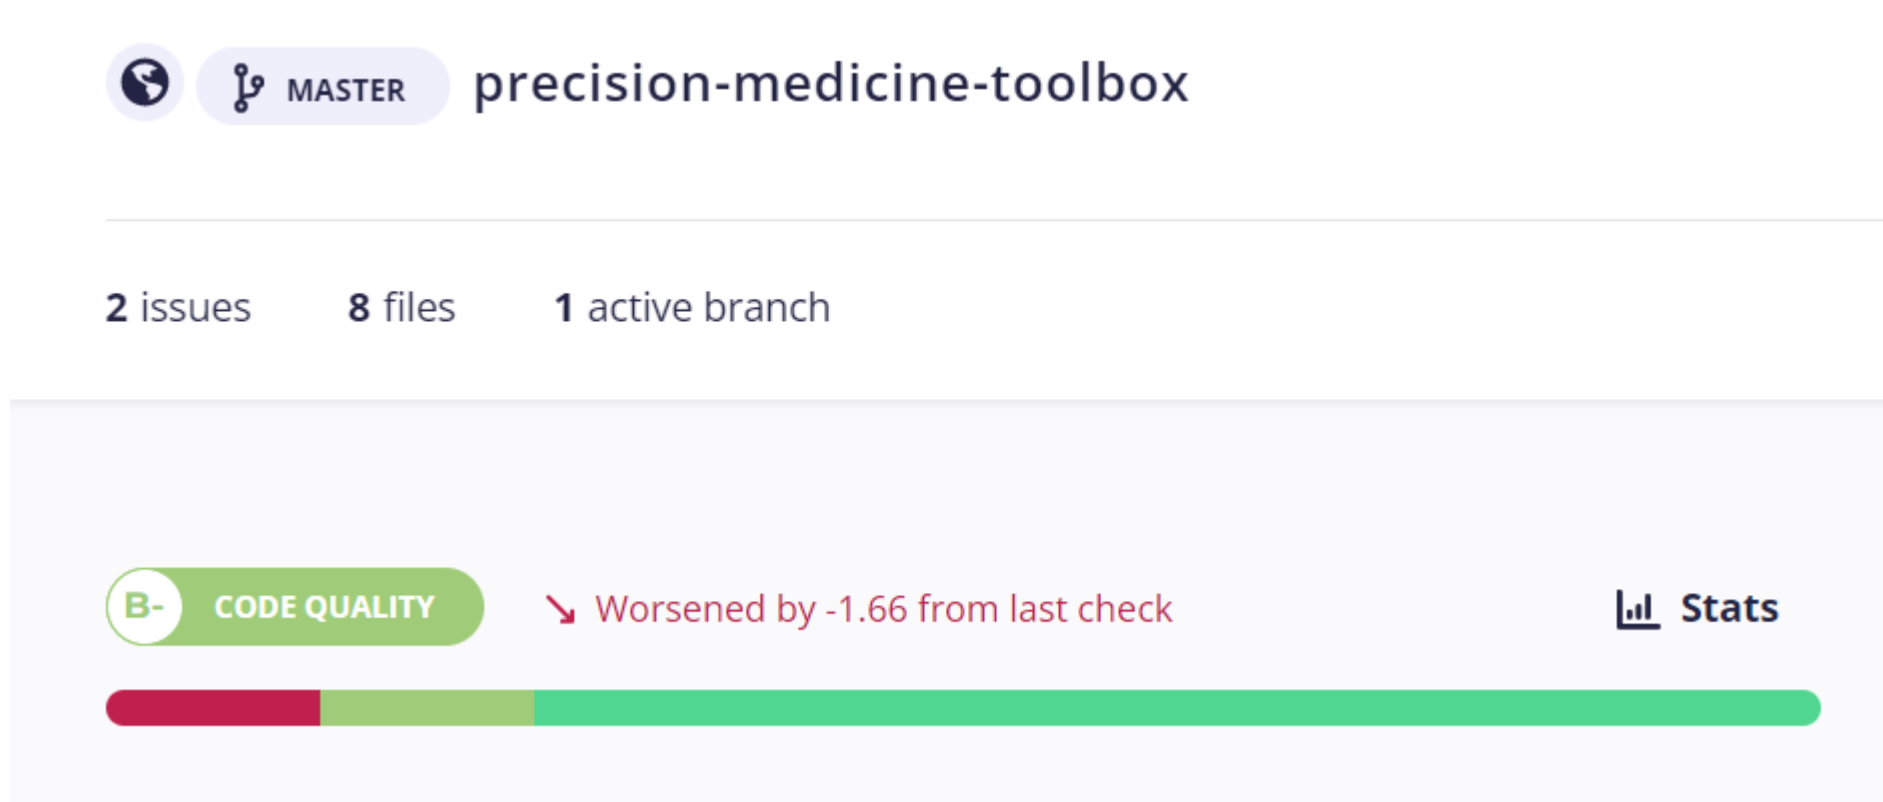 MASTER precision-medicine-toolbox
2 issues 8 files 1 active branch
B- CODE QUALITY Worsened by -1.66 from last check Stats